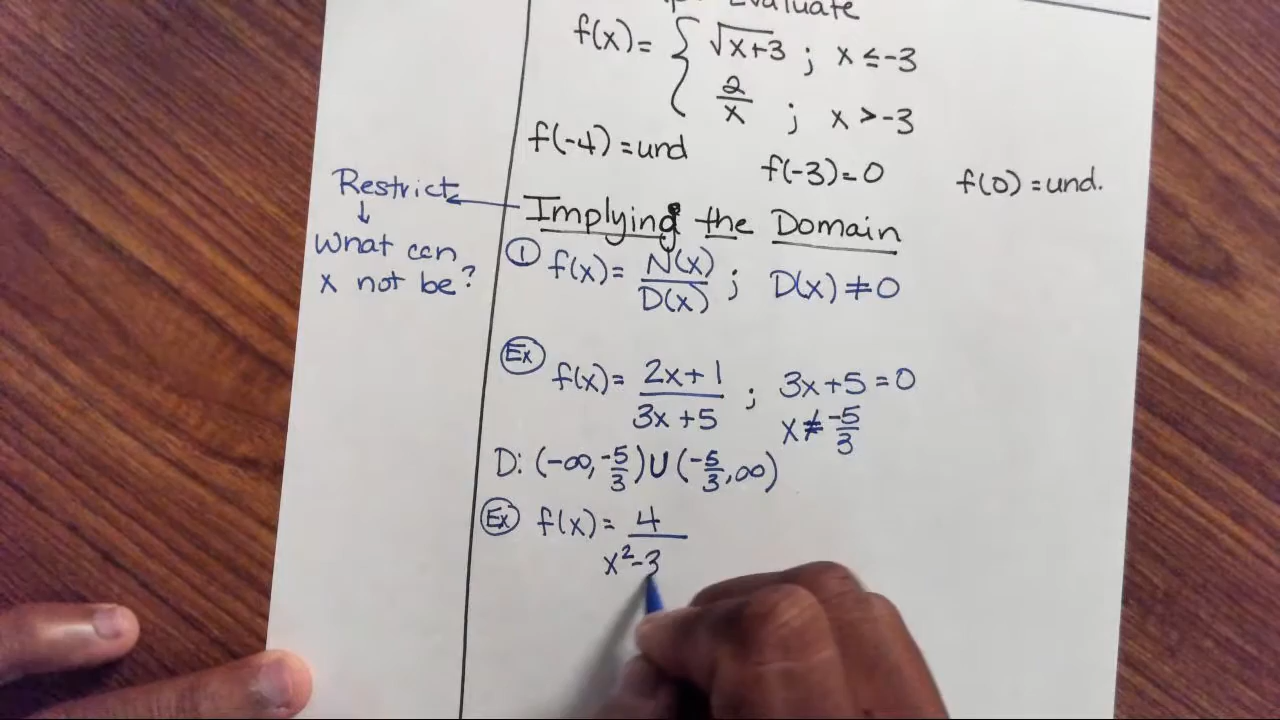 Evaluate
f(x)= { √x+3 ; x ≤ -3
2/x ; x > -3
f(-4) = und f(-3)=0 f(0) = und.
Restrict
Implying the Domain
What can
x not be?
① f(x)= N(x)/D(x) ; D(x) ≠ 0
Ex f(x)= 2x+1/3x+5 ; 3x+5=0
x ≠ -5/3
D: (-∞, -5/3) ∪ (-5/3, ∞)
Ex f(x)= 4/x²-3